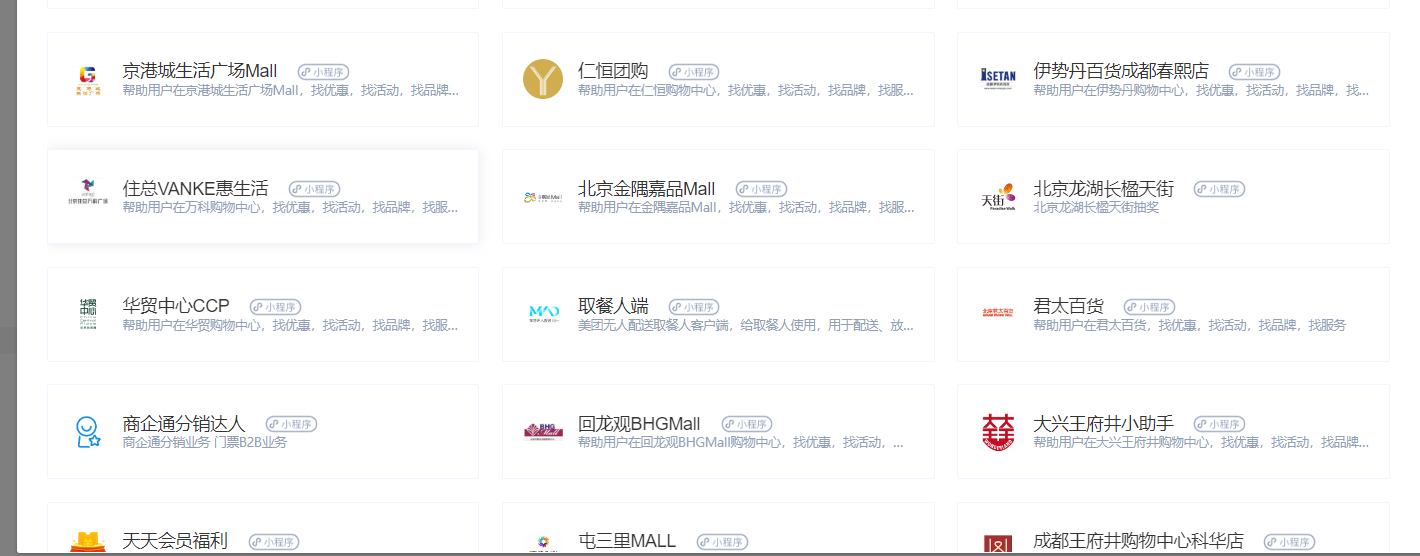 京港城生活广场Mall 小程序
帮助用户在京港城生活广场Mall，找优惠，找活动，找品牌...
仁恒团购 小程序
帮助用户在仁恒购物中心，找优惠，找活动，找品牌，找服...
ISETAN
伊势丹百货成都春熙店 小程序
帮助用户在伊势丹购物中心，找优惠，找活动，找品牌，找...
住总VANKE惠生活 小程序
帮助用户在万科购物中心，找优惠，找活动，找品牌，找服...
北京金隅嘉品Mall 小程序
帮助用户在金隅嘉品Mall，找优惠，找活动，找品牌，找服...
天街
Paradise Walk
北京龙湖长楹天街 小程序
北京龙湖长楹天街抽奖
华贸中心
华贸中心CCP 小程序
帮助用户在华贸购物中心，找优惠，找活动，找品牌，找服...
取餐人端 小程序
美团无人配送取餐人客户端，给取餐人使用，用于配送、放...
君太百货 小程序
帮助用户在君太百货，找优惠，找活动，找品牌，找服务
商企通分销达人 小程序
商企通分销业务 门票B2B业务
BHG
Mall
回龙观BHGMall 小程序
帮助用户在回龙观BHGMall购物中心，找优惠，找活动，...
大兴王府井小助手 小程序
帮助用户在大兴王府井购物中心，找优惠，找活动，找品牌...
天天会员福利 小程序
屯三里MALL 小程序
成都王府井购物中心科华店 小程序